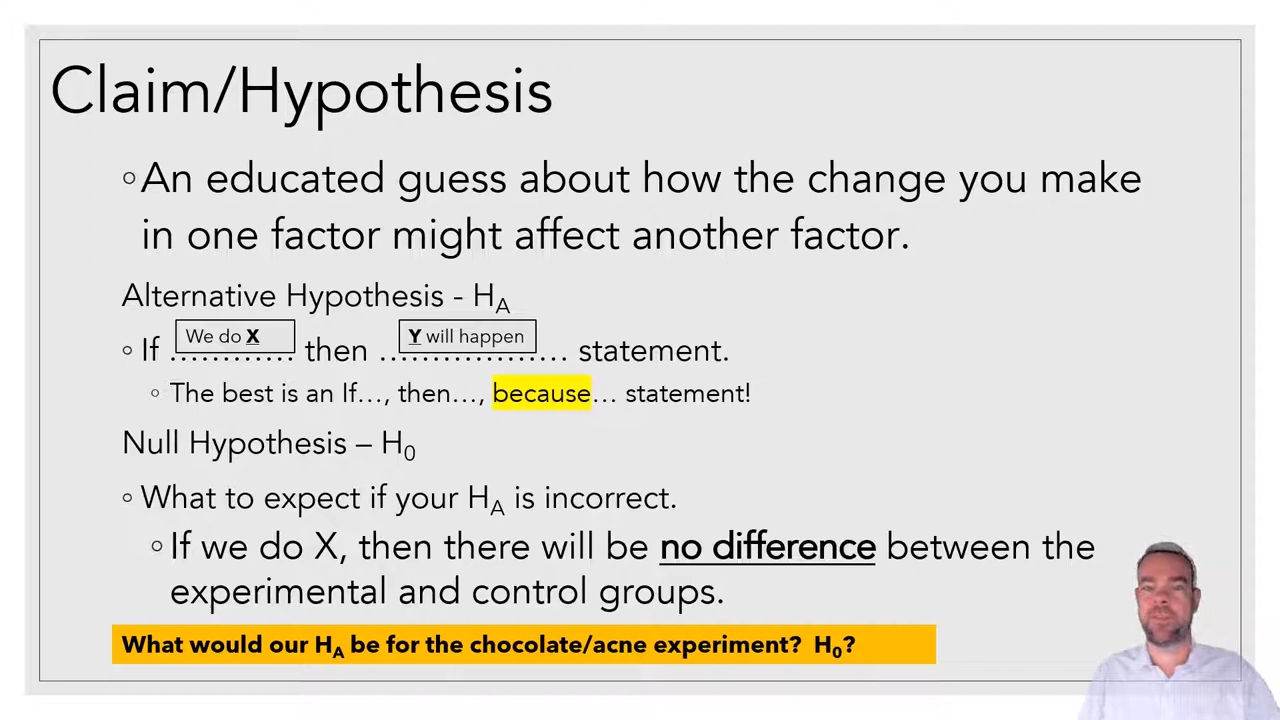 Claim/Hypothesis
◦An educated guess about how the change you make
in one factor might affect another factor.
Alternative Hypothesis - HA
We do X
Y will happen
◦ If ………… then ……………… statement.
◦ The best is an If…, then…, because… statement!
Null Hypothesis – H0
◦ What to expect if your HA is incorrect.
◦ If we do X, then there will be no difference between the
experimental and control groups.
What would our HA be for the chocolate/acne experiment? H0?